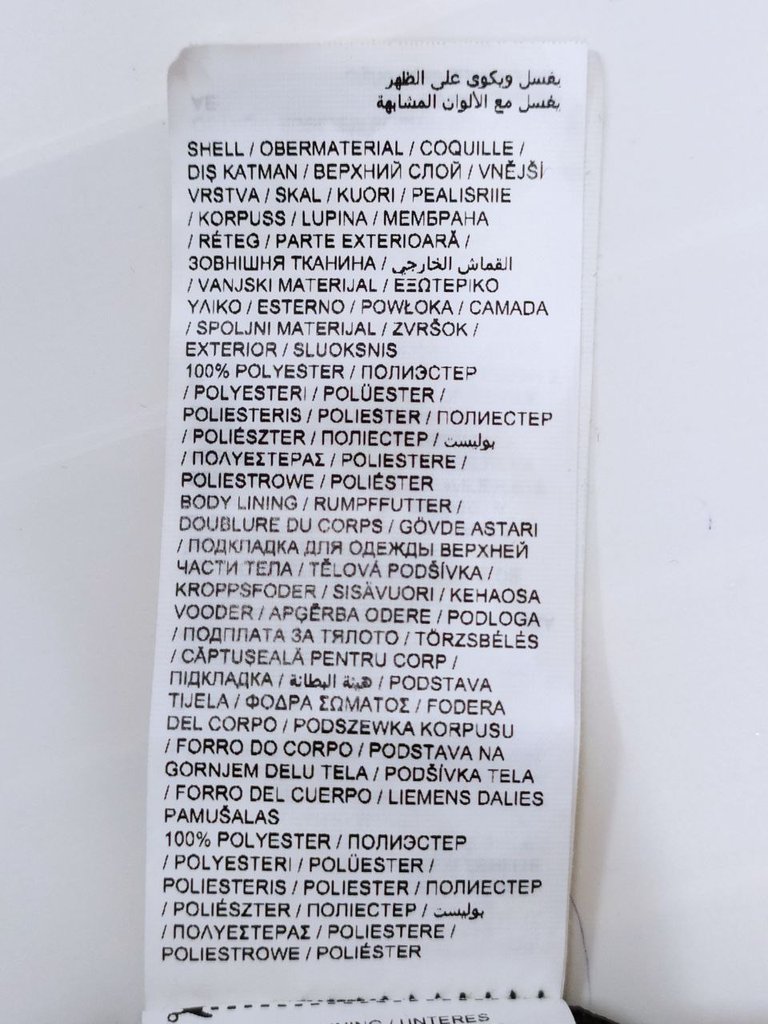 يغسل ويكوى على الظهر
يغسل مع الألوان المشابهة
SHELL / OBERMATERIAL / COQUILLE /
DIŞ KATMAN / ВЕРХНИЙ СЛОЙ / VNĚJŠÍ
VRSTVA / SKAL / KUORI / PEALISRIIE
/ KORPUSS / LUPINA / МЕМБРАНА
/ RÉTEG / PARTE EXTERIOARĂ /
ЗОВНІШНЯ ТКАНИНА / القماش الخارجي
/ VANJSKI MATERIJAL / ΕΞΩΤΕΡΙΚΟ
ΥΛΙΚΟ / ESTERNO / POWŁOKA / CAMADA
/ SPOLJNI MATERIJAL / ZVRŠOK /
EXTERIOR / SLUOKSNIS
100% POLYESTER / ПОЛИЭСТЕР
/ POLYESTERI / POLÜESTER /
POLIESTERIS / POLIESTER / ПОЛИЕСТЕР
/ POLIÉSZTER / ПОЛІЕСТЕР / بوليست
/ ΠΟΛΥΕΣΤΕΡΑΣ / POLIESTERE /
POLIESTROWE / POLIÉSTER
BODY LINING / RUMPFFUTTER /
DOUBLURE DU CORPS / GÖVDE ASTARI
/ ПОДКЛАДКА ДЛЯ ОДЕЖДЫ ВЕРХНЕЙ
ЧАСТИ ТЕЛА / TĚLOVÁ PODŠÍVKA /
KROPPSFODER / SISÄVUORI / KEHAOSA
VOODER / APĢĒRBA ODERE / PODLOGA
/ ПОДПЛАТА ЗА ТЯЛОТО / TÖRZSBÉLÉS
/ CĂPTUȘEALĂ PENTRU CORP /
ПІДКЛАДКА / هيئة البطانة / PODSTAVA
TIJELA / ΦΟΔΡΑ ΣΩΜΑΤΟΣ / FODERA
DEL CORPO / PODSZEWKA KORPUSU
/ FORRO DO CORPO / PODSTAVA NA
GORNJEM DELU TELA / PODŠÍVKA TELA
/ FORRO DEL CUERPO / LIEMENS DALIES
PAMUŠALAS
100% POLYESTER / ПОЛИЭСТЕР
/ POLYESTERI / POLÜESTER /
POLIESTERIS / POLIESTER / ПОЛИЕСТЕР
/ POLIÉSZTER / ПОЛІЕСТЕР / بوليست
/ ΠΟΛΥΕΣΤΕΡΑΣ / POLIESTERE /
POLIESTROWE / POLIÉSTER
/ UNTERES